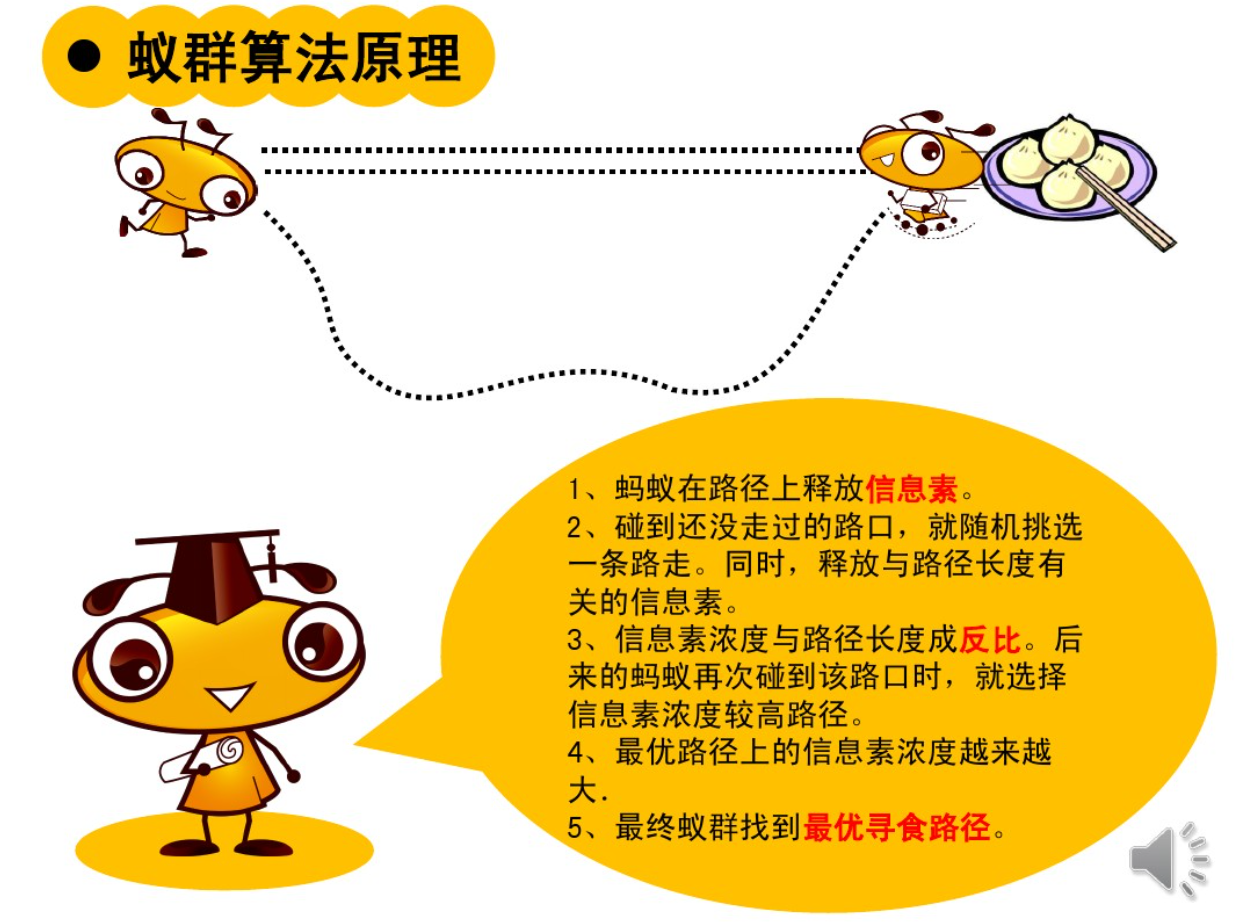 ● 蚁群算法原理
1、蚂蚁在路径上释放信息素。
2、碰到还没走过的路口，就随机挑选
一条路走。同时，释放与路径长度有
关的信息素。
3、信息素浓度与路径长度成反比。后
来的蚂蚁再次碰到该路口时，就选择
信息素浓度较高路径。
4、最优路径上的信息素浓度越来越
大.
5、最终蚁群找到最优寻食路径。